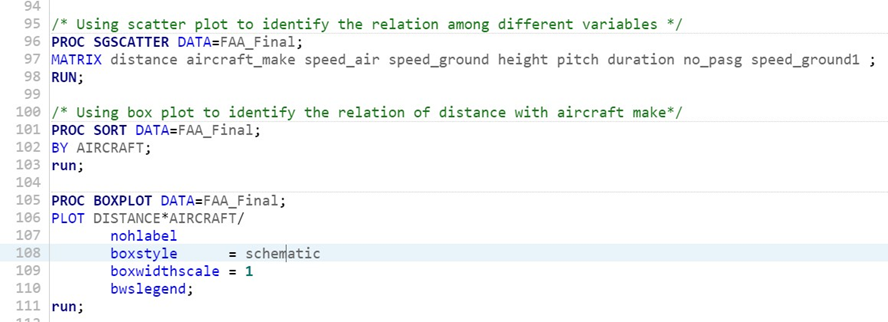 94
95 /* Using scatter plot to identify the relation among different variables */
96 PROC SGSCATTER DATA=FAA_Final;
97 MATRIX distance aircraft_make speed_air speed_ground height pitch duration no_pasg speed_ground1 ;
98 RUN;
99
100 /* Using box plot to identify the relation of distance with aircraft make*/
101 PROC SORT DATA=FAA_Final;
102 BY AIRCRAFT;
103 run;
104
105 PROC BOXPLOT DATA=FAA_Final;
106 PLOT DISTANCE*AIRCRAFT/
107 nohlabel
108 boxstyle = schematic
109 boxwidthscale = 1
110 bwslegend;
111 run;